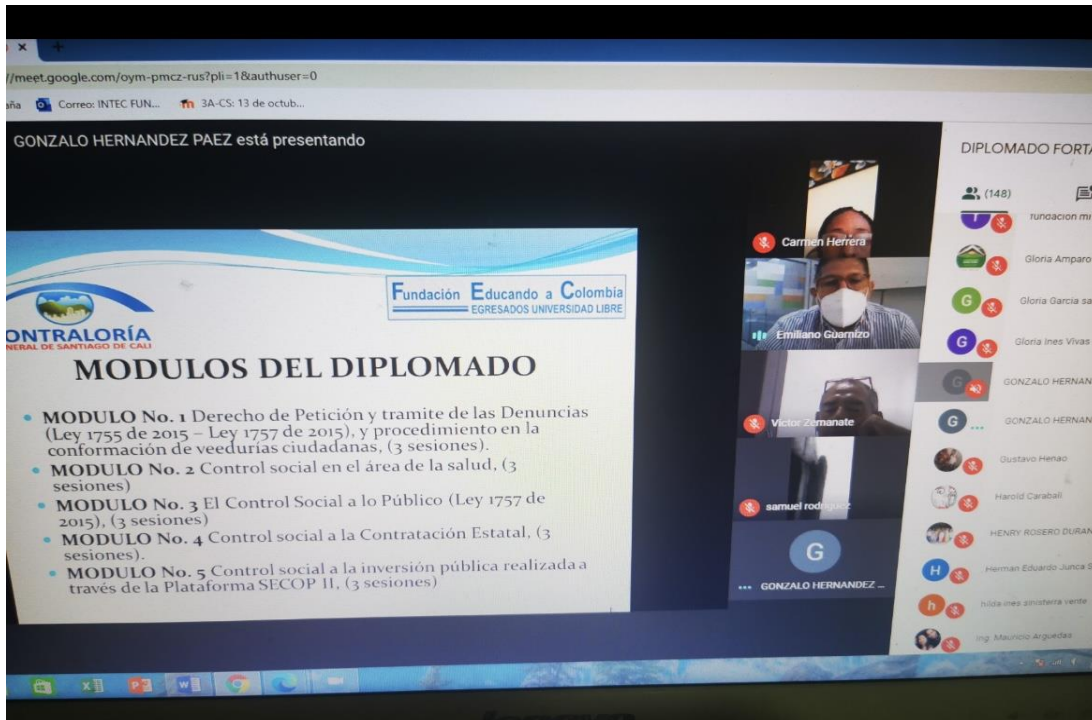 //meet.google.com/oym-pmcz-rus?pli=1&authuser=0
aña Correo: INTEC FUN... 3A-CS: 13 de octub...
GONZALO HERNANDEZ PAEZ está presentando
ONTRALORÍA
NERAL DE SANTIAGO DE CALI
Fundación Educando a Colombia
EGRESADOS UNIVERSIDAD LIBRE
MODULOS DEL DIPLOMADO
• MODULO No. 1 Derecho de Petición y tramite de las Denuncias
(Ley 1755 de 2015 – Ley 1757 de 2015), y procedimiento en la
conformación de veedurías ciudadanas, (3 sesiones).
• MODULO No. 2 Control social en el área de la salud, (3
sesiones)
• MODULO No. 3 El Control Social a lo Público (Ley 1757 de
2015), (3 sesiones)
• MODULO No. 4 Control social a la Contratación Estatal, (3
sesiones).
• MODULO No. 5 Control social a la inversión pública realizada a
través de la Plataforma SECOP II, (3 sesiones)
Carmen Herrera
Emiliano Guarnizo
Victor Zemanate
samuel rodriguez
G
GONZALO HERNANDEZ ...
DIPLOMADO FORTA
(148)
fundacion mi
Gloria Amparo
G Gloria Garcia sa
G Gloria Ines Vivas
G GONZALO HERNAN
G GONZALO HERNAN
Gustavo Henao
Harold Carabali
HENRY ROSERO DURAN
H Herman Eduardo Junca S
h hilda ines sinisterra vente
Ing. Mauricio Arguedas